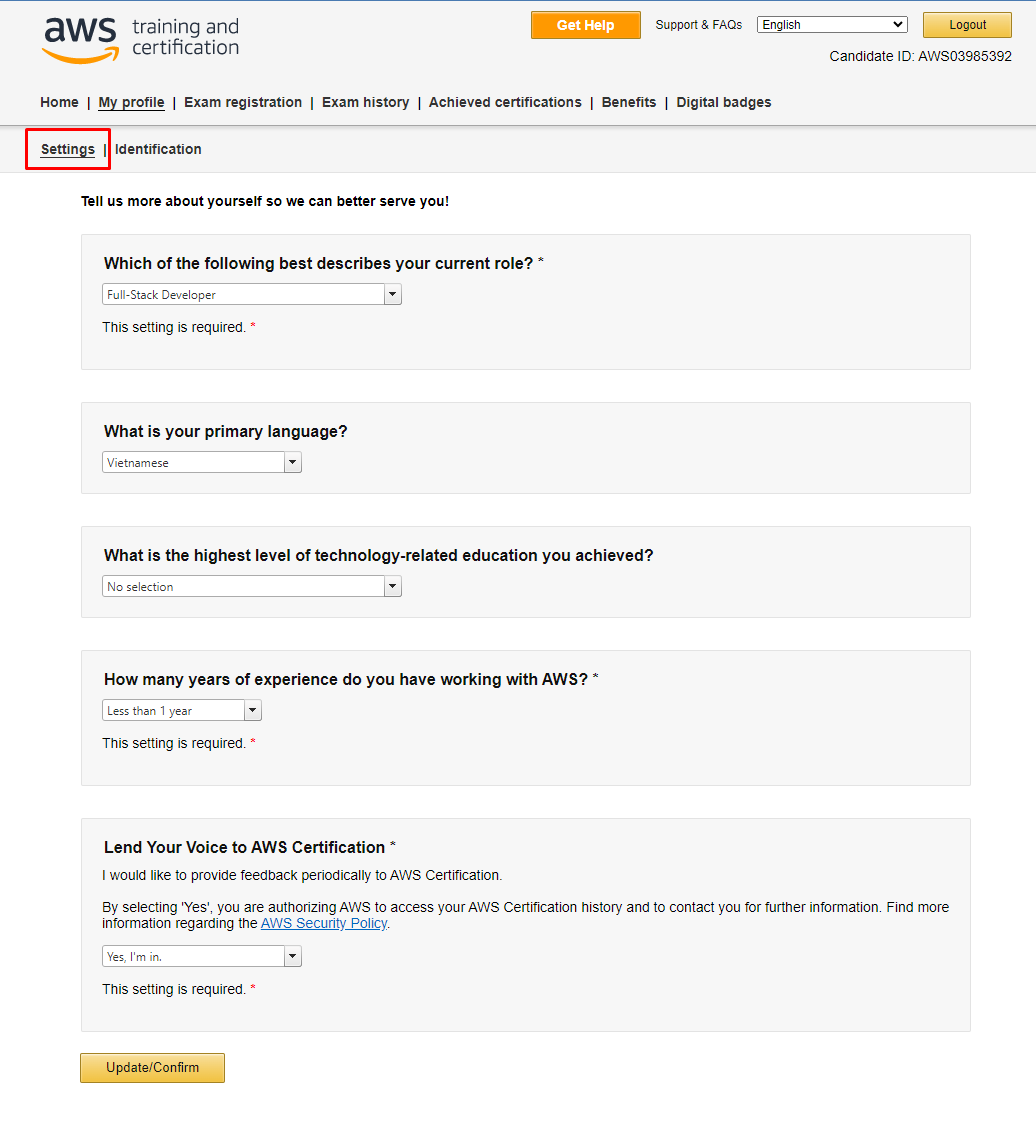 aws training and certification
Get Help Support & FAQs English Logout
Candidate ID: AWS03985392
Home | My profile | Exam registration | Exam history | Achieved certifications | Benefits | Digital badges
Settings | Identification
Tell us more about yourself so we can better serve you!
Which of the following best describes your current role? *
Full-Stack Developer
This setting is required. *
What is your primary language?
Vietnamese
What is the highest level of technology-related education you achieved?
No selection
How many years of experience do you have working with AWS? *
Less than 1 year
This setting is required. *
Lend Your Voice to AWS Certification *
I would like to provide feedback periodically to AWS Certification.
By selecting 'Yes', you are authorizing AWS to access your AWS Certification history and to contact you for further information. Find more
information regarding the AWS Security Policy.
Yes, I'm in.
This setting is required. *
Update/Confirm